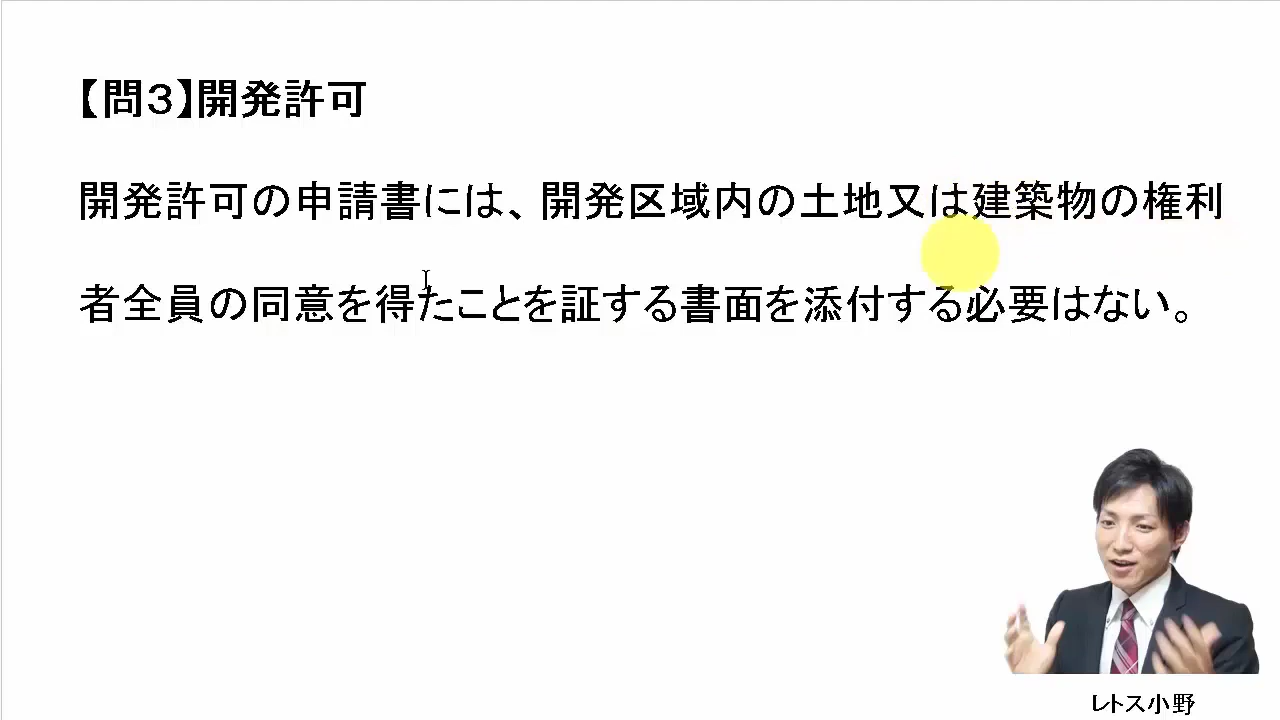 【問３】開発許可
開発許可の申請書には、開発区域内の土地又は建築物の権利
者全員の同意を得たことを証する書面を添付する必要はない。
レトス小野